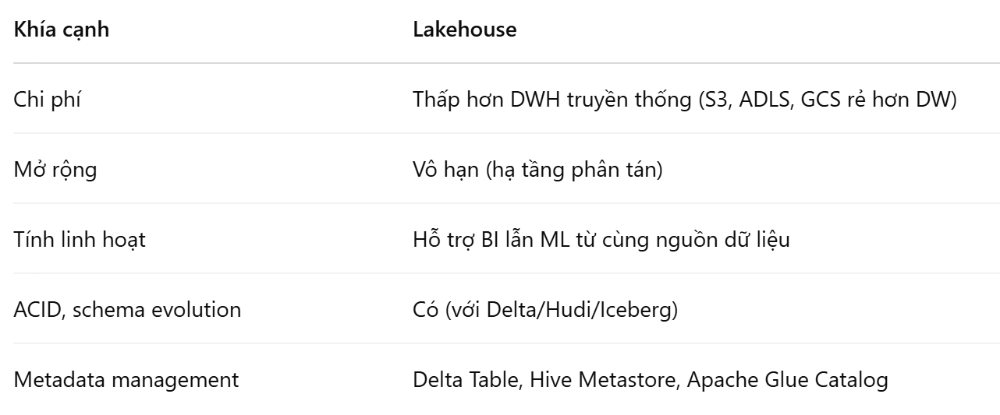 Khía cạnh Lakehouse
Chi phí Thấp hơn DWH truyền thống (S3, ADLS, GCS rẻ hơn DW)
Mở rộng Vô hạn (hạ tầng phân tán)
Tính linh hoạt Hỗ trợ BI lẫn ML từ cùng nguồn dữ liệu
ACID, schema evolution Có (với Delta/Hudi/Iceberg)
Metadata management Delta Table, Hive Metastore, Apache Glue Catalog